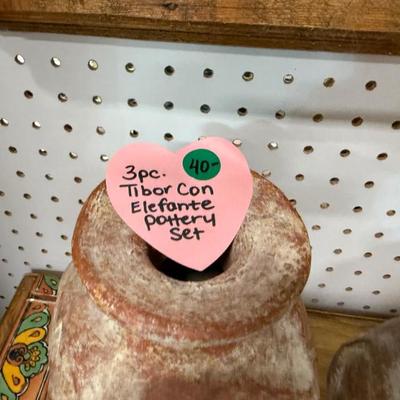 40-
3pc.
Tibor Con
Elefante
Pottery
Set